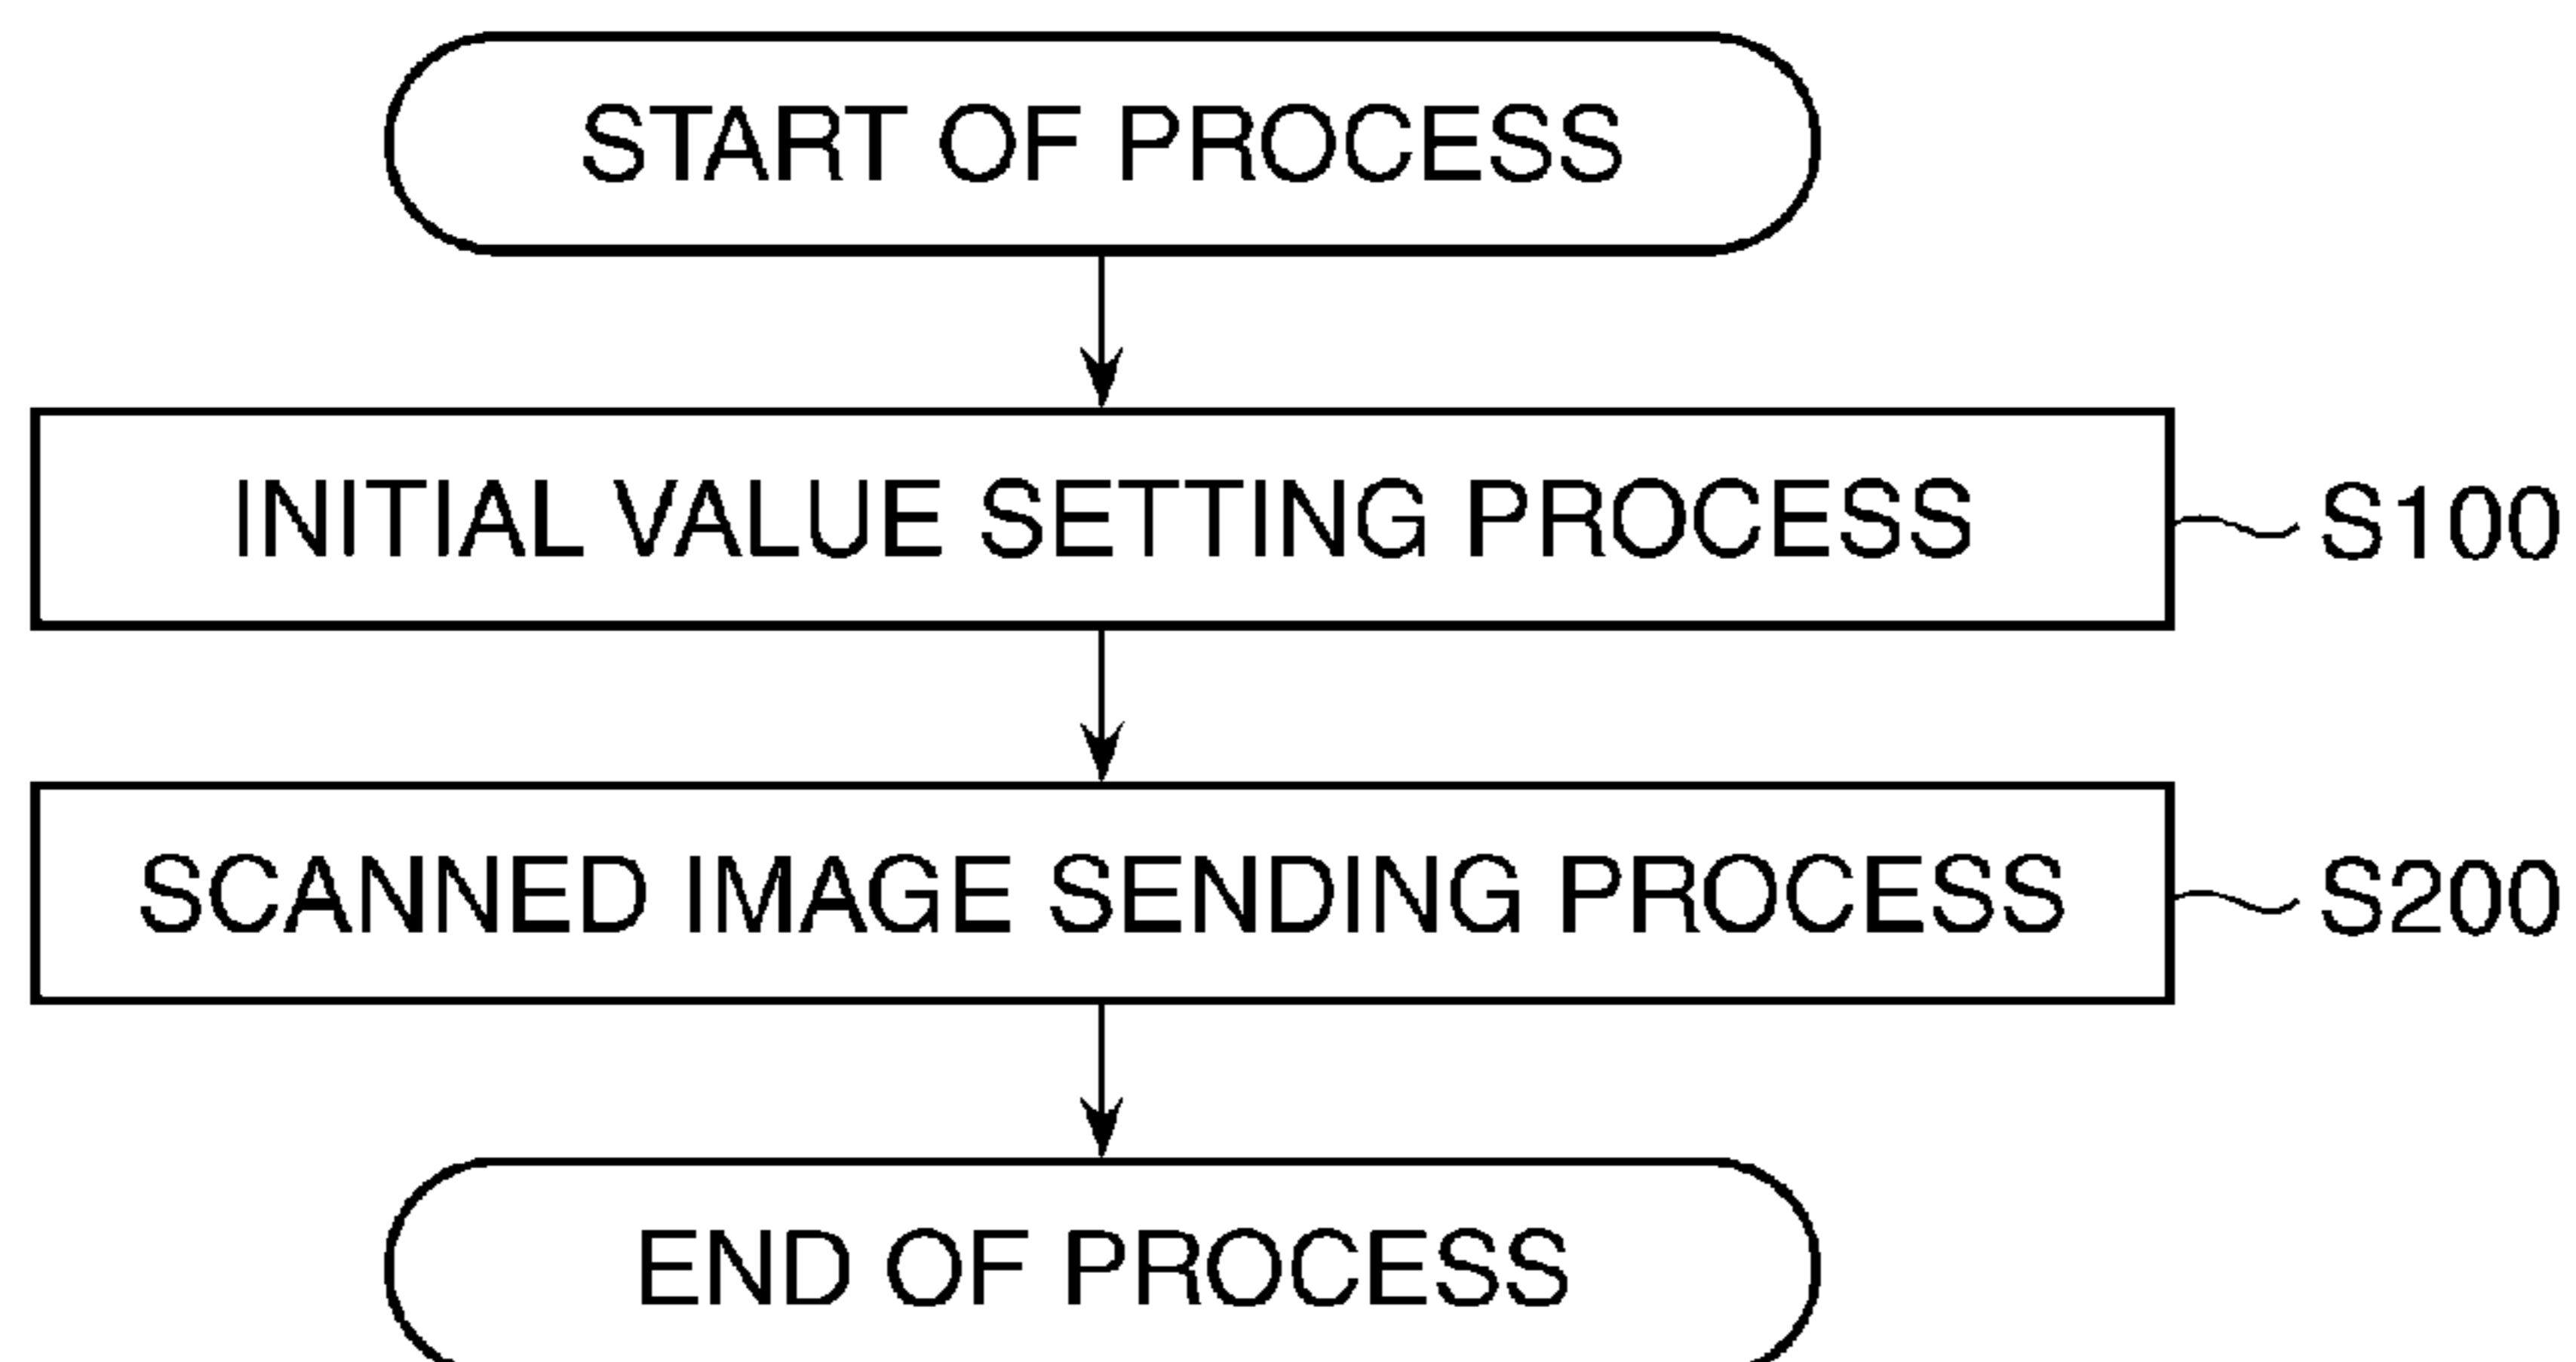 START OF PROCESS
INITIAL VALUE SETTING PROCESS S100
SCANNED IMAGE SENDING PROCESS S200
END OF PROCESS